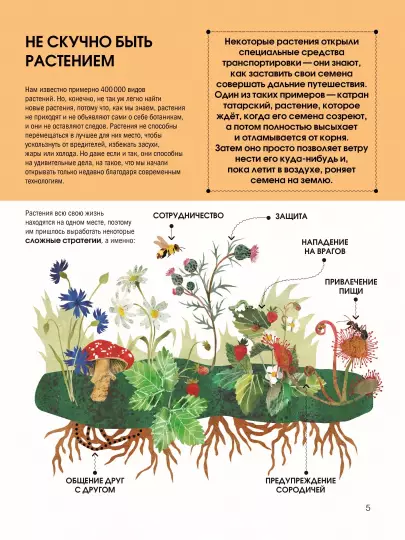 НЕ СКУЧНО БЫТЬ
РАСТЕНИЕМ
Нам известно примерно 400 000 видов
растений. Но, конечно, не так уж легко найти
новые растения, потому что, как мы знаем, растения
не приходят и не объявляют сами о себе ботаникам,
и они не оставляют следов. Растения не способны
перемещаться в лучшее для них место, чтобы
ускользнуть от вредителей, избежать засухи,
жары или холода. Но даже если и так, они способны
на удивительные дела, на такое, что мы начали
открывать только недавно благодаря современным
технологиям.
Некоторые растения открыли
специальные средства
транспортировки — они знают,
как заставить свои семена
совершать дальние путешествия.
Один из таких примеров — катран
татарский, растение, которое
ждёт, когда его семена созреют,
а потом полностью высыхает
и отламывается от корня.
Затем оно просто позволяет ветру
нести его куда-нибудь и,
пока летит в воздухе, роняет
семена на землю.
Растения всю свою жизнь
находятся на одном месте, поэтому
им пришлось выработать некоторые
сложные стратегии, а именно:
СОТРУДНИЧЕСТВО
ЗАЩИТА
НАПАДЕНИЕ
НА ВРАГОВ
ПРИВЛЕЧЕНИЕ
ПИЩИ
ОБЩЕНИЕ ДРУГ
С ДРУГОМ
ПРЕДУПРЕЖДЕНИЕ
СОРОДИЧЕЙ
5